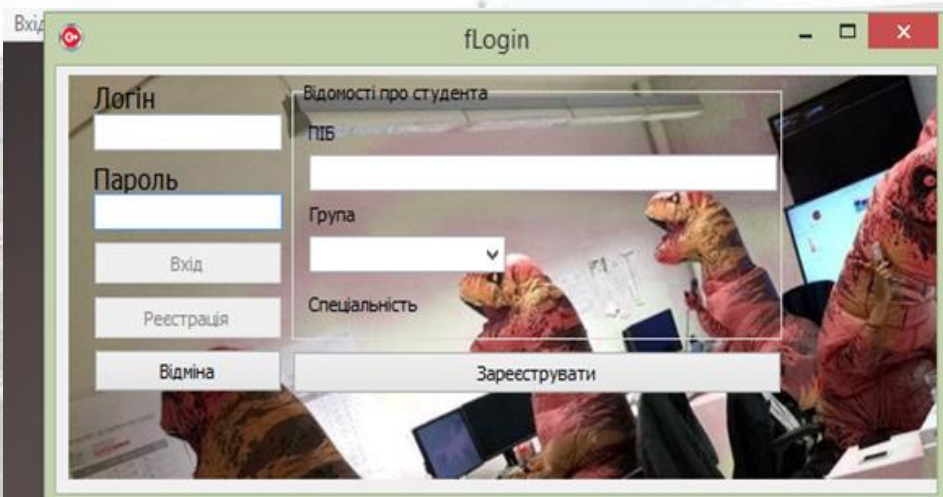 Вхід
fLogin
Логін
Пароль
Вхід
Реєстрація
Відміна
Відомості про студента
ПІБ
Група
Спеціальність
Зареєструвати